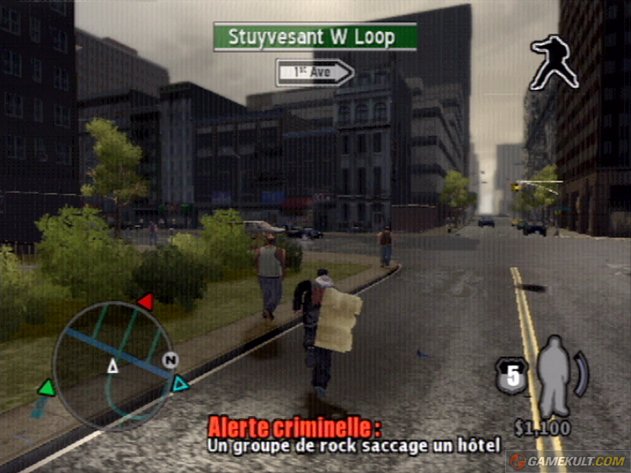 Stuyvesant W Loop
1st Ave
N
5
$1,100
Alerte criminelle :
Un groupe de rock saccage un hôtel
GAMEKULT.COM